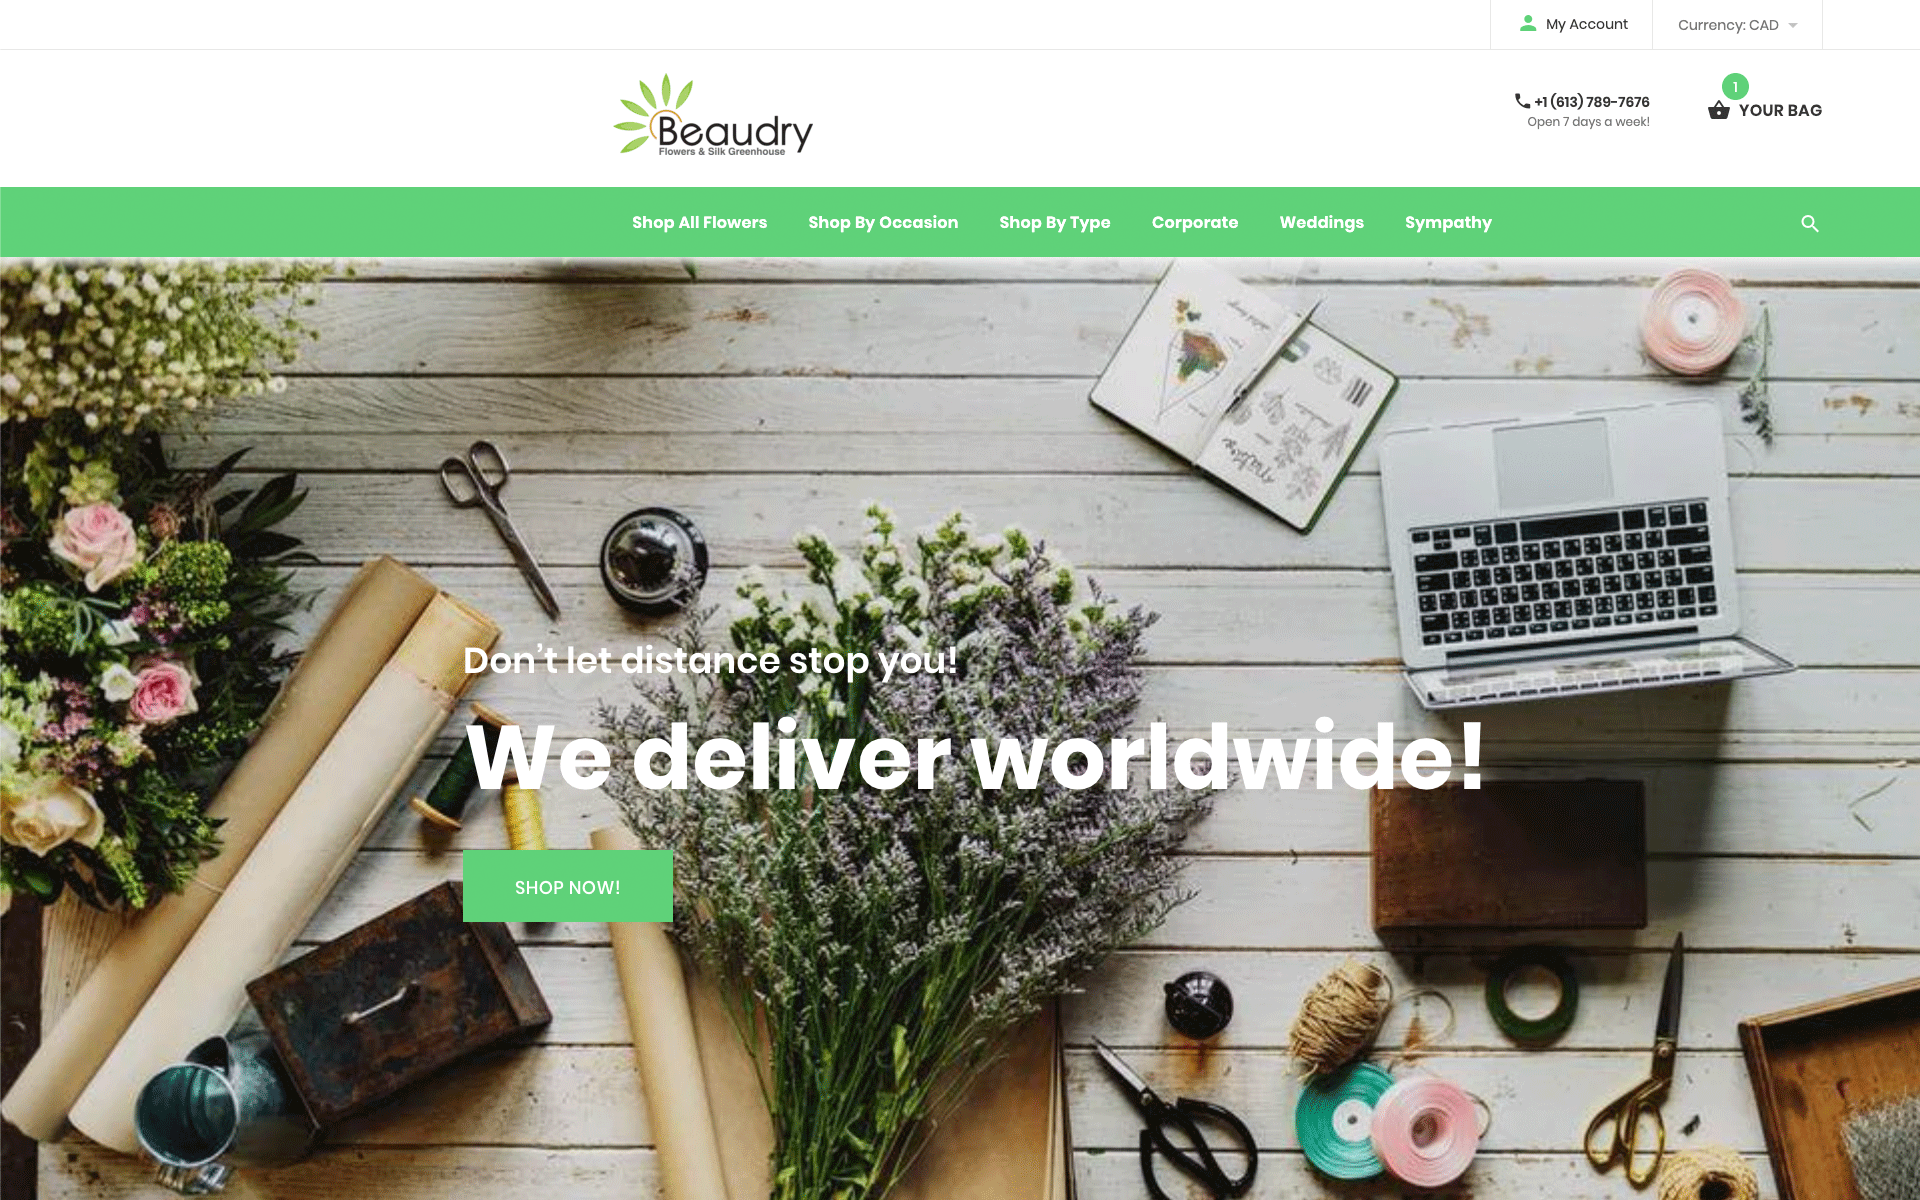 My Account
Currency: CAD
Beaudry
Flowers & Silk Greenhouse
+1 (613) 789-7676
Open 7 days a week!
1
YOUR BAG
Shop All Flowers
Shop By Occasion
Shop By Type
Corporate
Weddings
Sympathy
Don't let distance stop you!
We deliver worldwide!
SHOP NOW!